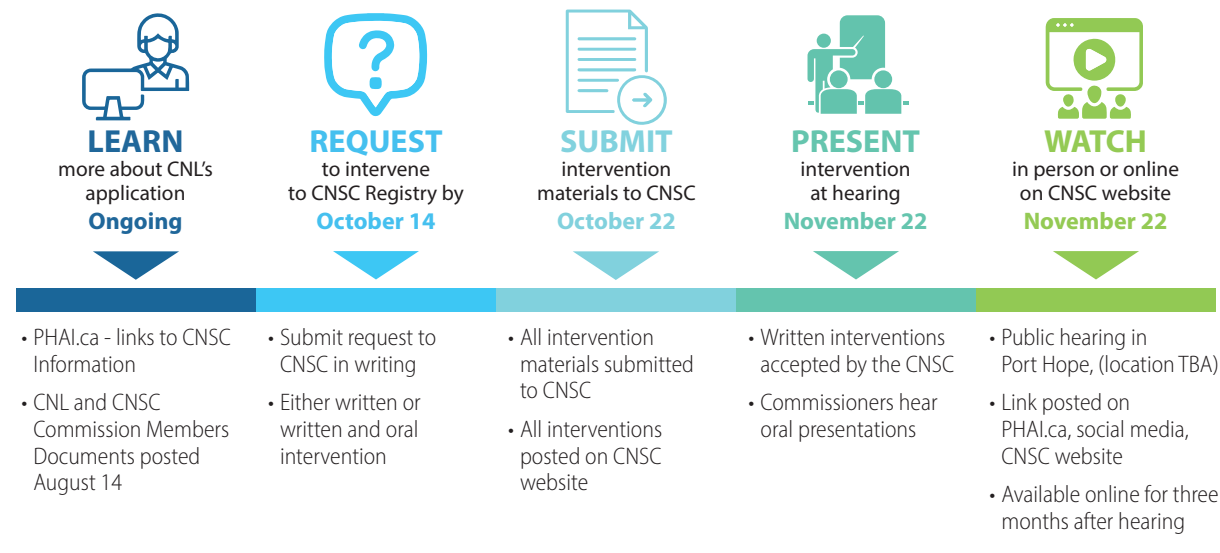 LEARN
more about CNL's
application
Ongoing
REQUEST
to intervene
to CNSC Registry by
October 14
SUBMIT
intervention
materials to CNSC
October 22
PRESENT
intervention
at hearing
November 22
WATCH
in person or online
on CNSC website
November 22
• PHAI.ca - links to CNSC
Information
• CNL and CNSC
Commission Members
Documents posted
August 14
• Submit request to
CNSC in writing
• Either written or
written and oral
intervention
• All intervention
materials submitted
to CNSC
• All interventions
posted on CNSC
website
• Written interventions
accepted by the CNSC
• Commissioners hear
oral presentations
• Public hearing in
Port Hope, (location TBA)
• Link posted on
PHAI.ca, social media,
CNSC website
• Available online for three
months after hearing